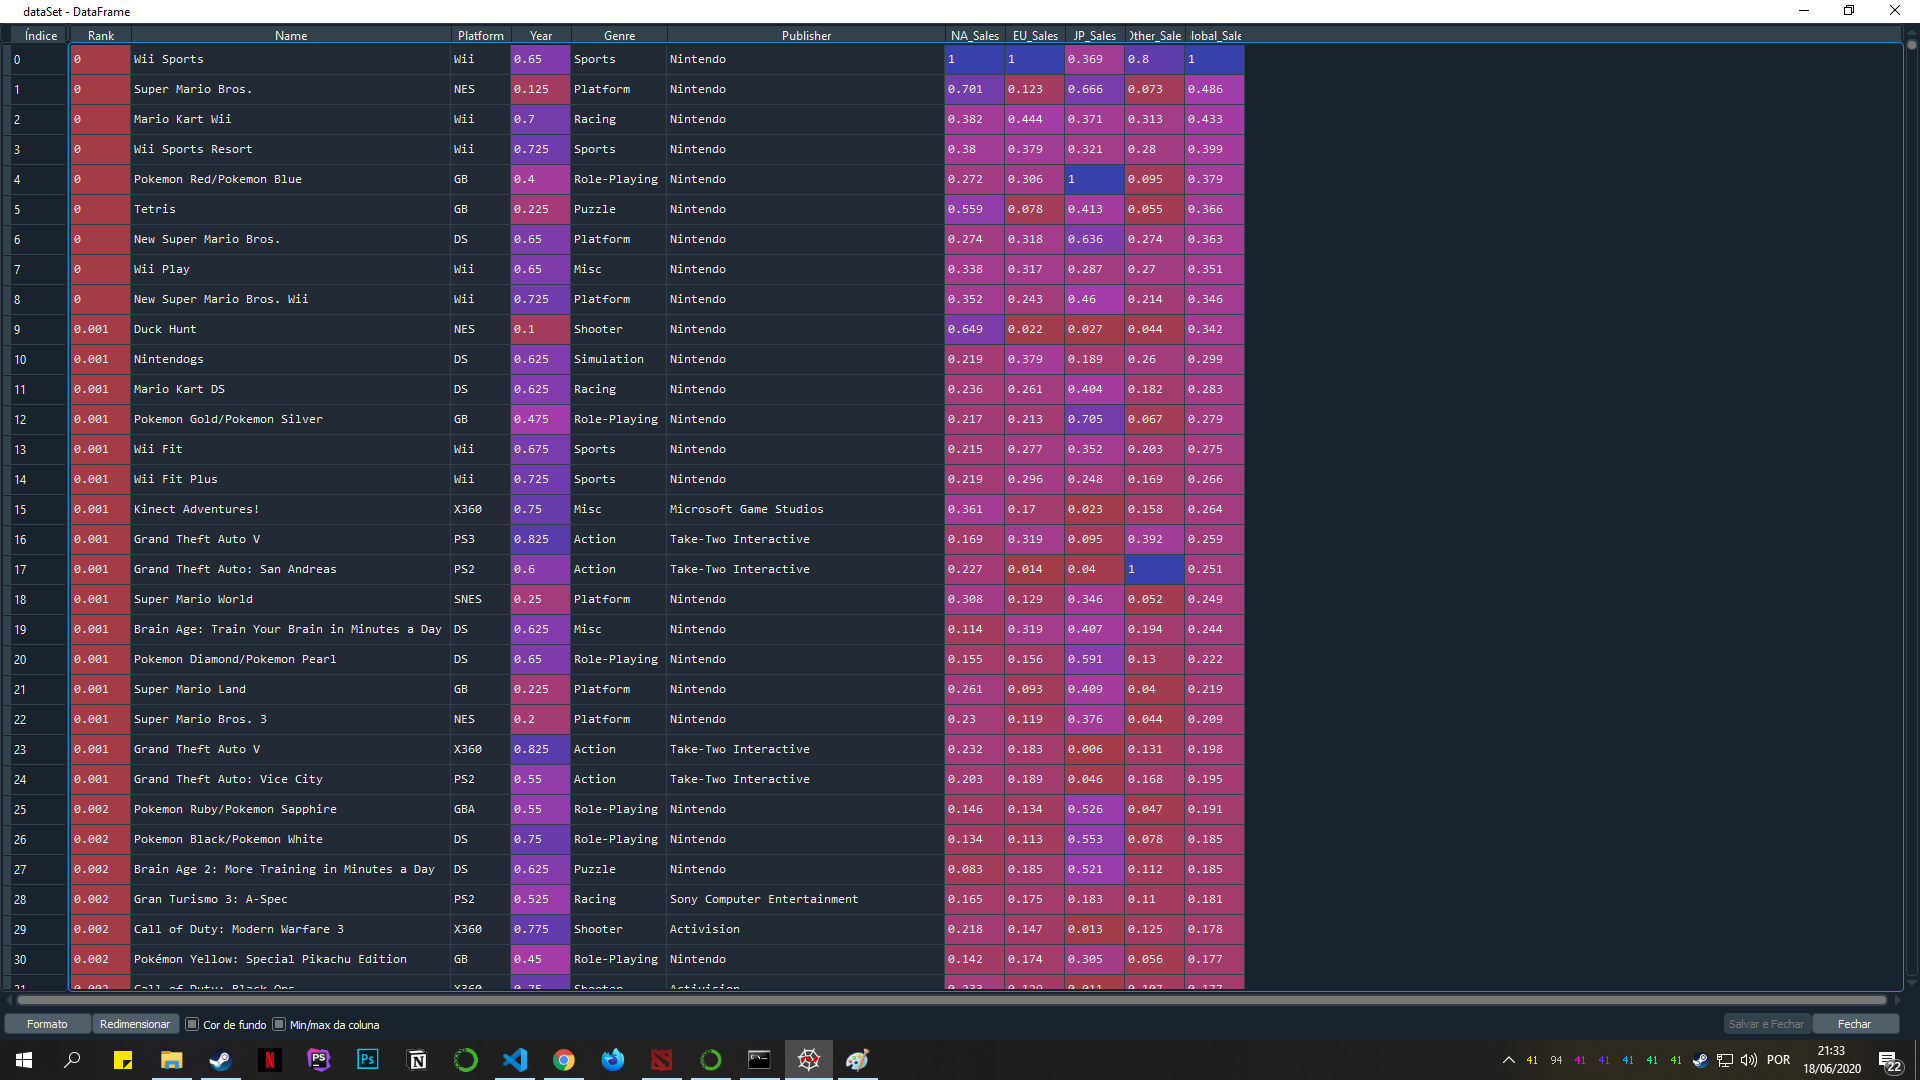 dataSet - DataFrame
Índice Rank Name Platform Year Genre Publisher NA_Sales EU_Sales JP_Sales Other_Sale Global_Sale
0 0 Wii Sports Wii 0.65 Sports Nintendo 1 1 0.369 0.8 1
1 0 Super Mario Bros. NES 0.125 Platform Nintendo 0.701 0.123 0.666 0.073 0.486
2 0 Mario Kart Wii Wii 0.7 Racing Nintendo 0.382 0.444 0.371 0.313 0.433
3 0 Wii Sports Resort Wii 0.725 Sports Nintendo 0.38 0.379 0.321 0.28 0.399
4 0 Pokemon Red/Pokemon Blue GB 0.4 Role-Playing Nintendo 0.272 0.306 1 0.095 0.379
5 0 Tetris GB 0.225 Puzzle Nintendo 0.559 0.078 0.413 0.055 0.366
6 0 New Super Mario Bros. DS 0.65 Platform Nintendo 0.274 0.318 0.636 0.274 0.363
7 0 Wii Play Wii 0.65 Misc Nintendo 0.338 0.317 0.287 0.27 0.351
8 0 New Super Mario Bros. Wii Wii 0.725 Platform Nintendo 0.352 0.243 0.46 0.214 0.346
9 0.001 Duck Hunt NES 0.1 Shooter Nintendo 0.649 0.022 0.027 0.044 0.342
10 0.001 Nintendogs DS 0.625 Simulation Nintendo 0.219 0.379 0.189 0.26 0.299
11 0.001 Mario Kart DS DS 0.625 Racing Nintendo 0.236 0.261 0.404 0.182 0.283
12 0.001 Pokemon Gold/Pokemon Silver GB 0.475 Role-Playing Nintendo 0.217 0.213 0.705 0.067 0.279
13 0.001 Wii Fit Wii 0.675 Sports Nintendo 0.215 0.277 0.352 0.203 0.275
14 0.001 Wii Fit Plus Wii 0.725 Sports Nintendo 0.219 0.296 0.248 0.169 0.266
15 0.001 Kinect Adventures! X360 0.75 Misc Microsoft Game Studios 0.361 0.17 0.023 0.158 0.264
16 0.001 Grand Theft Auto V PS3 0.825 Action Take-Two Interactive 0.169 0.319 0.095 0.392 0.259
17 0.001 Grand Theft Auto: San Andreas PS2 0.6 Action Take-Two Interactive 0.227 0.014 0.04 1 0.251
18 0.001 Super Mario World SNES 0.25 Platform Nintendo 0.308 0.129 0.346 0.052 0.249
19 0.001 Brain Age: Train Your Brain in Minutes a Day DS 0.625 Misc Nintendo 0.114 0.319 0.407 0.194 0.244
20 0.001 Pokemon Diamond/Pokemon Pearl DS 0.65 Role-Playing Nintendo 0.155 0.156 0.591 0.13 0.222
21 0.001 Super Mario Land GB 0.225 Platform Nintendo 0.261 0.093 0.409 0.04 0.219
22 0.001 Super Mario Bros. 3 NES 0.2 Platform Nintendo 0.23 0.119 0.376 0.044 0.209
23 0.001 Grand Theft Auto V X360 0.825 Action Take-Two Interactive 0.232 0.183 0.006 0.131 0.198
24 0.001 Grand Theft Auto: Vice City PS2 0.55 Action Take-Two Interactive 0.203 0.189 0.046 0.168 0.195
25 0.002 Pokemon Ruby/Pokemon Sapphire GBA 0.55 Role-Playing Nintendo 0.146 0.134 0.526 0.047 0.191
26 0.002 Pokemon Black/Pokemon White DS 0.75 Role-Playing Nintendo 0.134 0.113 0.553 0.078 0.185
27 0.002 Brain Age 2: More Training in Minutes a Day DS 0.625 Puzzle Nintendo 0.083 0.185 0.521 0.112 0.185
28 0.002 Gran Turismo 3: A-Spec PS2 0.525 Racing Sony Computer Entertainment 0.165 0.175 0.183 0.11 0.181
29 0.002 Call of Duty: Modern Warfare 3 X360 0.775 Shooter Activision 0.218 0.147 0.013 0.125 0.178
30 0.002 Pokémon Yellow: Special Pikachu Edition GB 0.45 Role-Playing Nintendo 0.142 0.174 0.305 0.056 0.177
31 0.002 Call of Duty: Black Ops X360 0.75 Shooter Activision 0.233 0.129 0.011 0.107 0.177
Formato Redimensionar Cor de fundo Min/max da coluna Salvar e Fechar Fechar
41 94 41 41 41 41 41 POR 21:33
18/06/2020 22